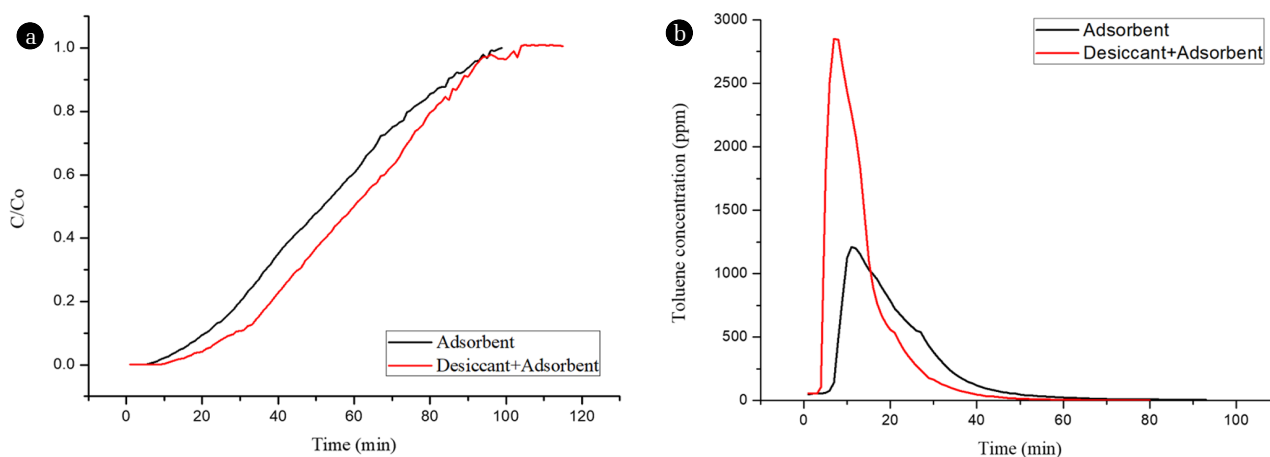 a
C/Co
1.0
0.8
0.6
0.4
0.2
0.0
0 20 40 60 80 100 120
Time (min)
Adsorbent
Desiccant+Adsorbent
b
Toluene concentration (ppm)
3000
2500
2000
1500
1000
500
0
0 20 40 60 80 100
Time (min)
Adsorbent
Desiccant+Adsorbent